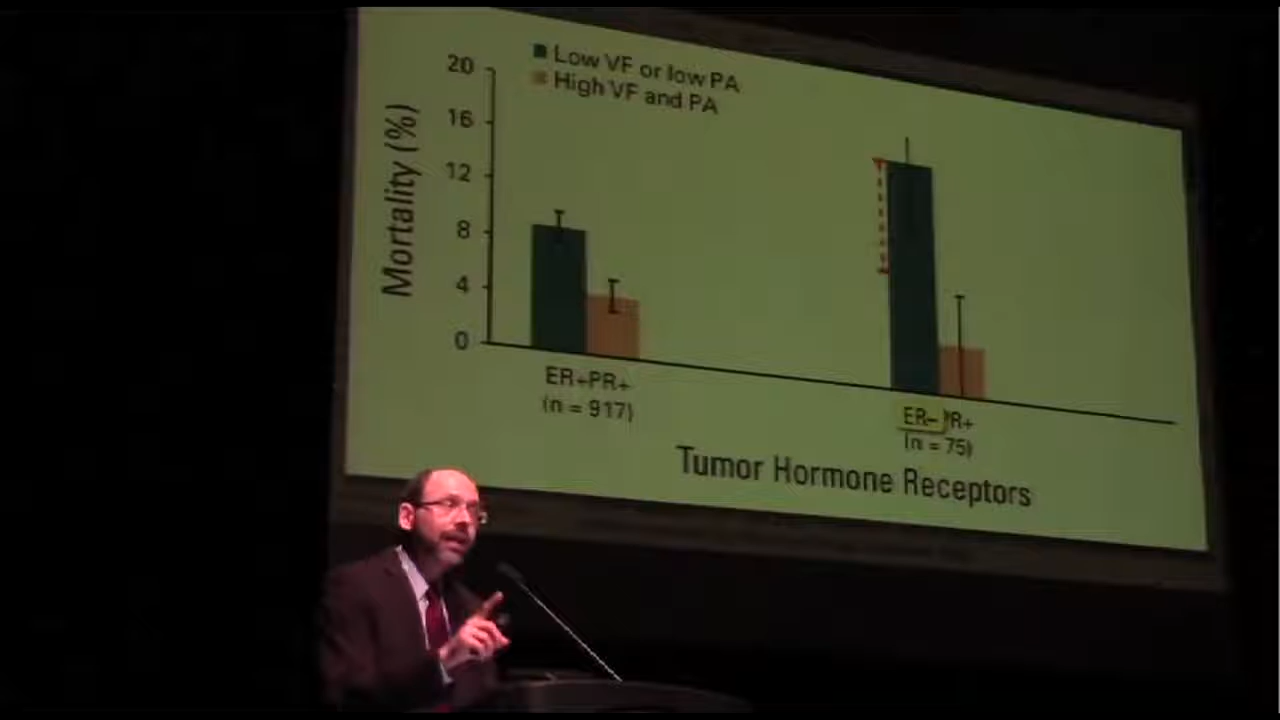 Low VF or low PA
High VF and PA
Mortality (%)
20
16
12
8
4
0
ER+PR+
(n = 917)
ER–
PR+
(n = 75)
Tumor Hormone Receptors